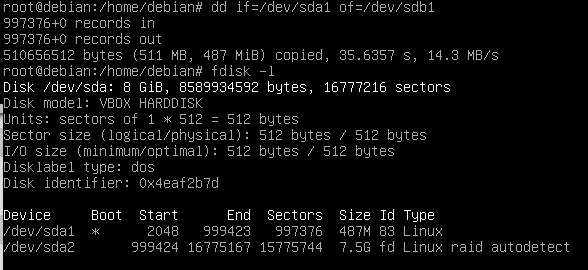 root@debian:/home/debian# dd if=/dev/sda1 of=/dev/sdb1
997376+0 records in
997376+0 records out
510656512 bytes (511 MB, 487 MiB) copied, 35.6357 s, 14.3 MB/s
root@debian:/home/debian# fdisk -l
Disk /dev/sda: 8 GiB, 8589934592 bytes, 16777216 sectors
Disk model: VBOX HARDDISK
Units: sectors of 1 * 512 = 512 bytes
Sector size (logical/physical): 512 bytes / 512 bytes
I/O size (minimum/optimal): 512 bytes / 512 bytes
Disklabel type: dos
Disk identifier: 0x4eaf2b7d
Device     Boot  Start      End  Sectors  Size Id Type
/dev/sda1  *      2048   999423   997376  487M 83 Linux
/dev/sda2       999424 16775167 15775744  7.5G fd Linux raid autodetect